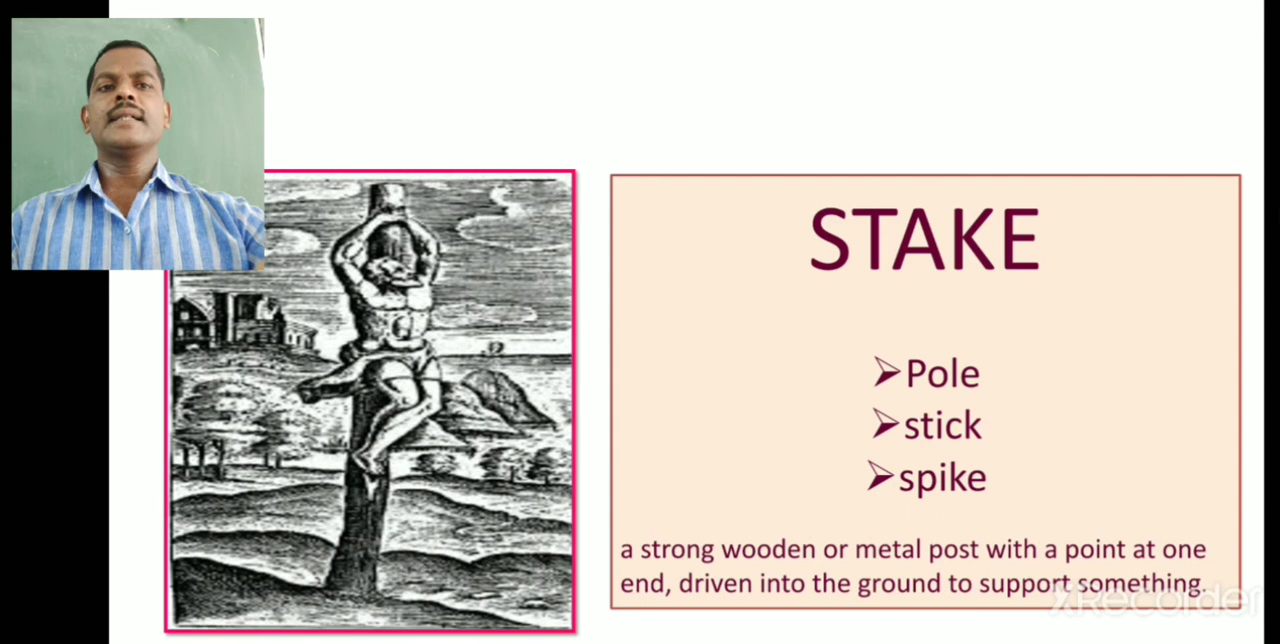 STAKE
➢Pole
➢stick
➢spike
a strong wooden or metal post with a point at one
end, driven into the ground to support something.
XRecorder